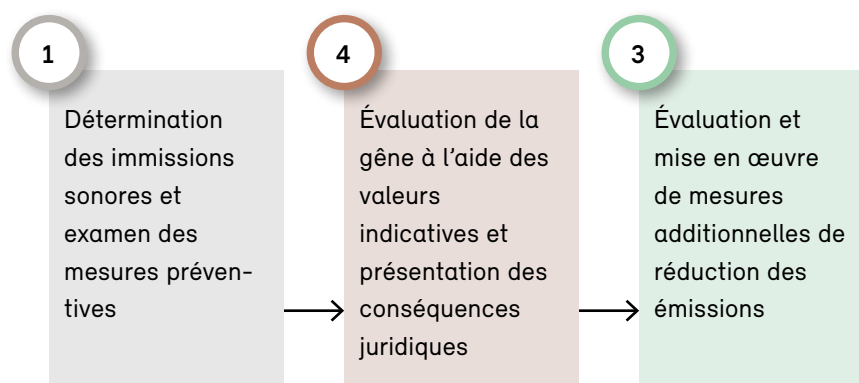 1
Détermination
des immissions
sonores et
examen des
mesures préven-
tives
4
Évaluation de la
gêne à l'aide des
valeurs
indicatives et
présentation des
conséquences
juridiques
3
Évaluation et
mise en œuvre
de mesures
additionnelles de
réduction des
émissions